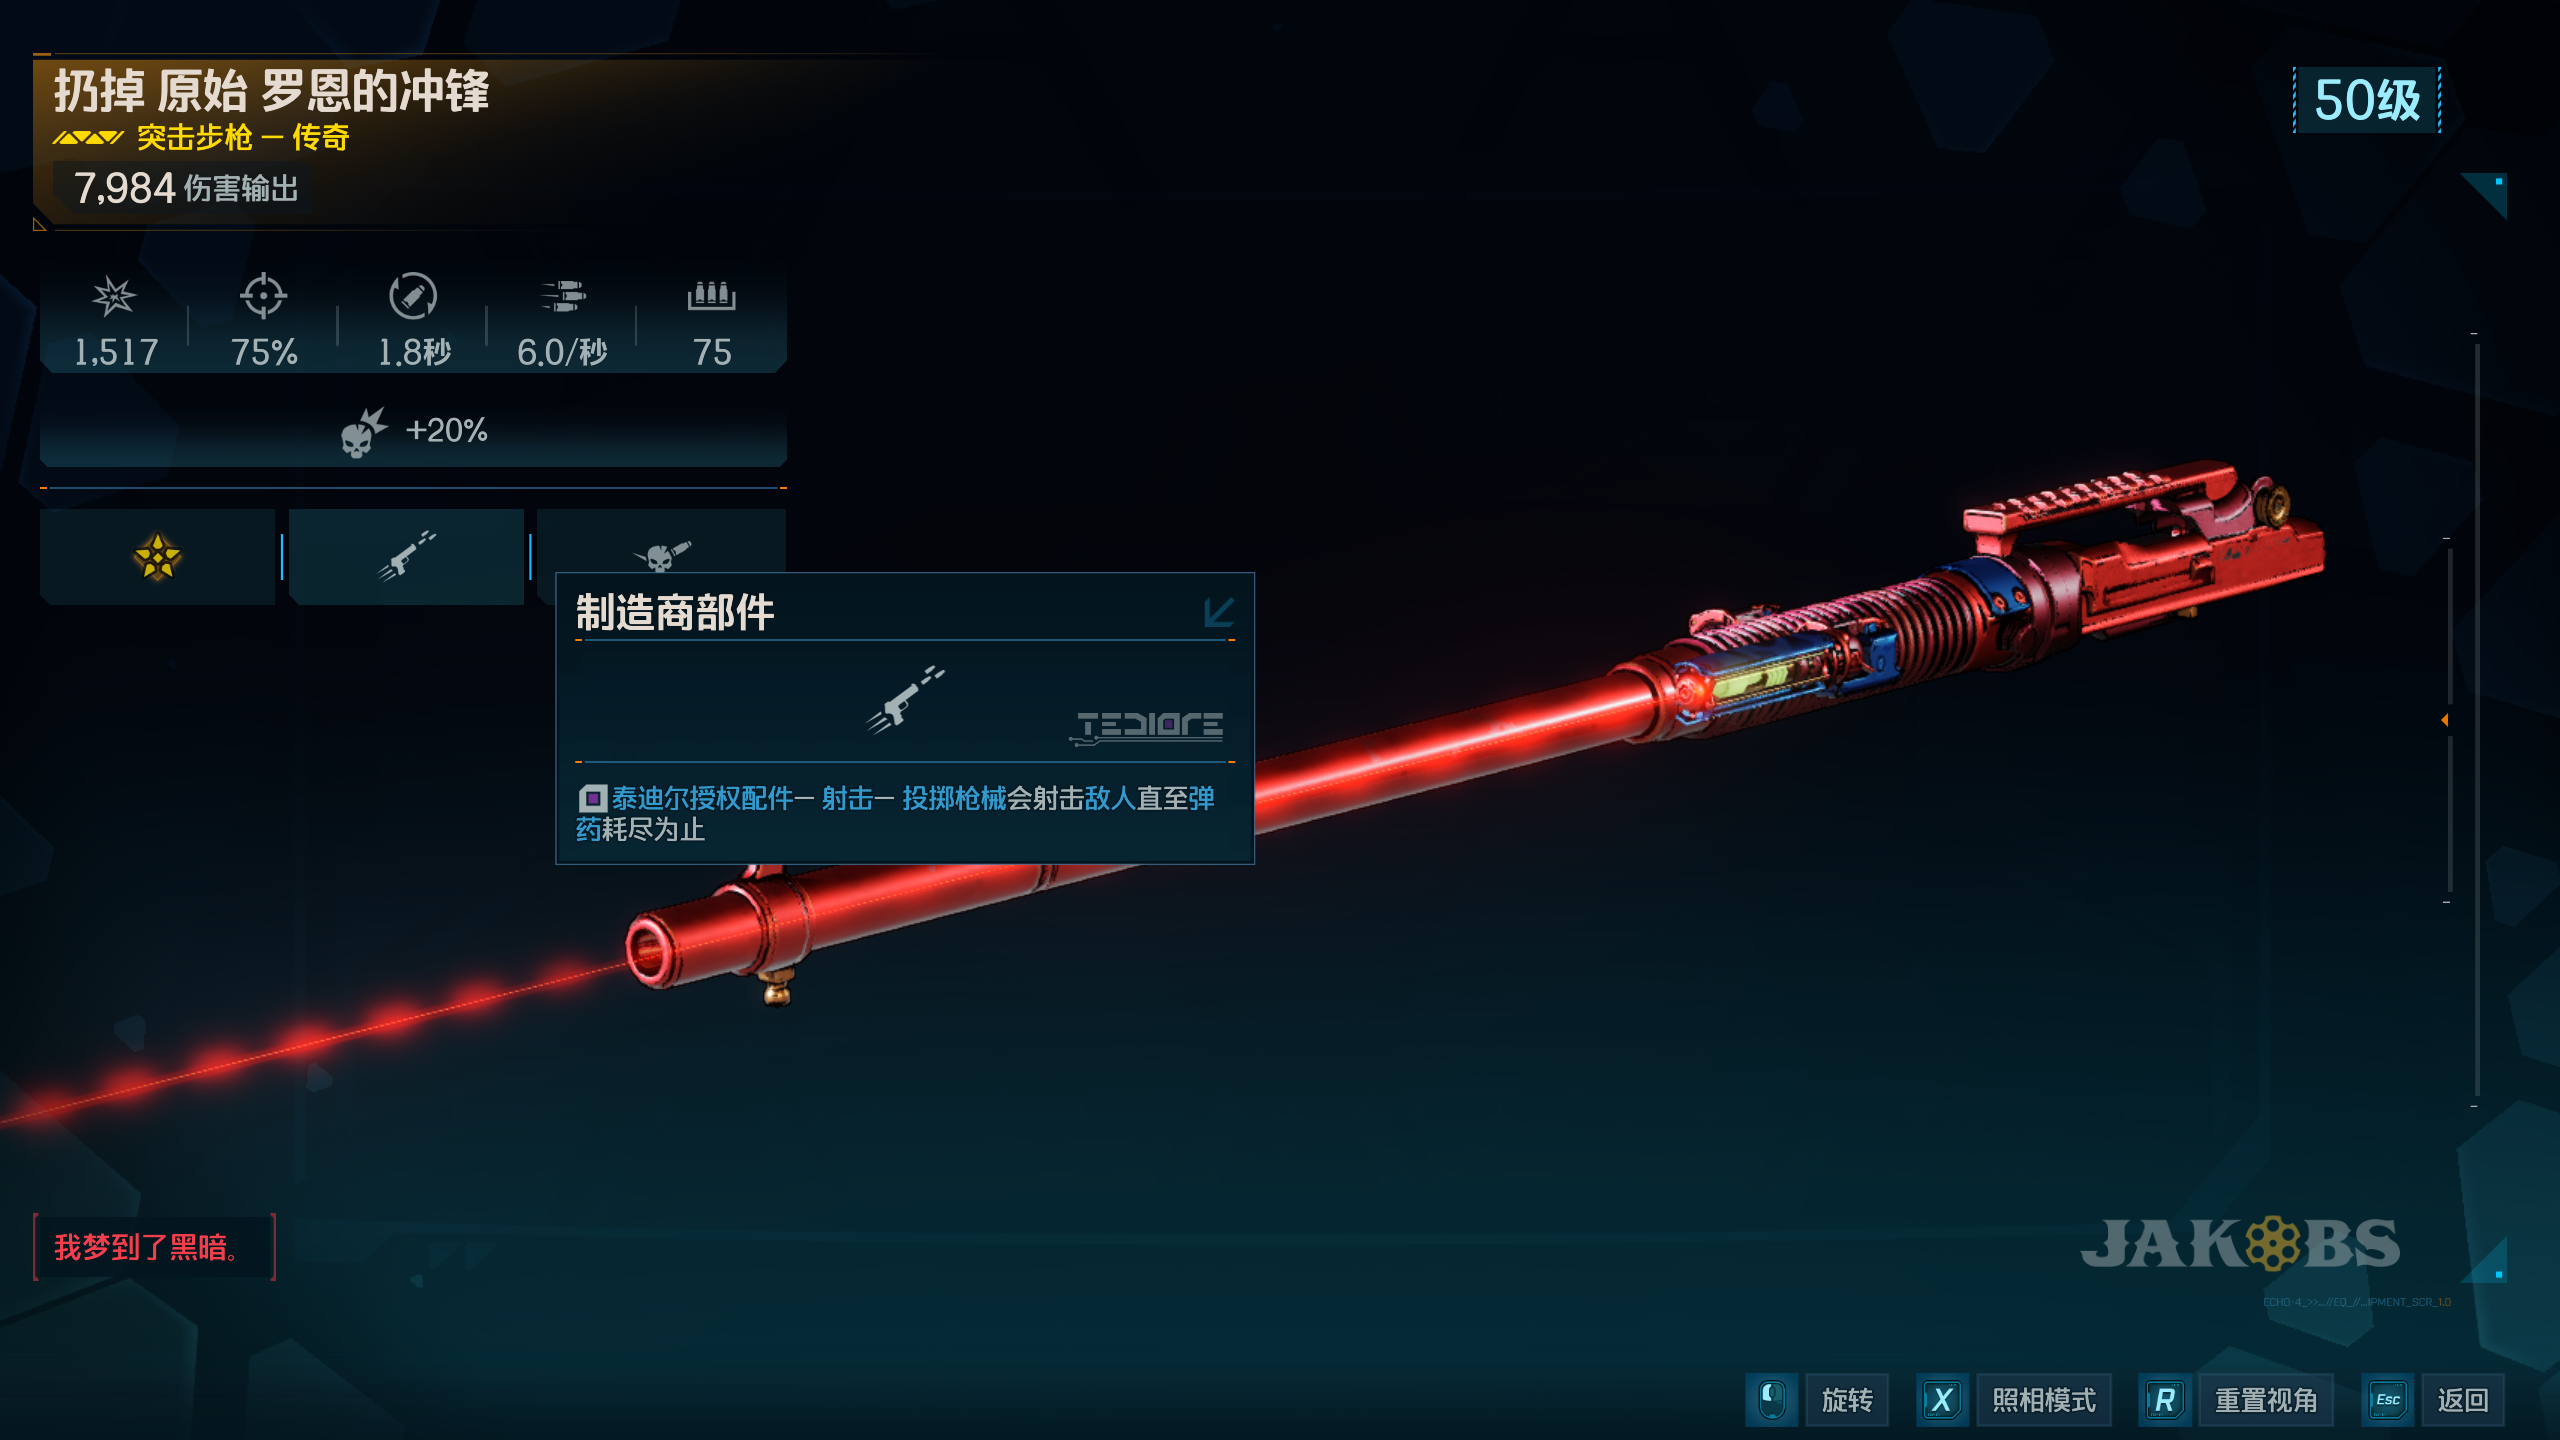 扔掉 原始 罗恩的冲锋
突击步枪 — 传奇
7,984 伤害输出
50级
1,517
75%
1.8秒
6.0/秒
75
+20%
制造商部件
TEDIORE
泰迪尔授权配件— 射击— 投掷枪械会射击敌人直至弹
药耗尽为止
我梦到了黑暗。
JAKOBS
旋转
X 照相模式
R 重置视角
Esc 返回